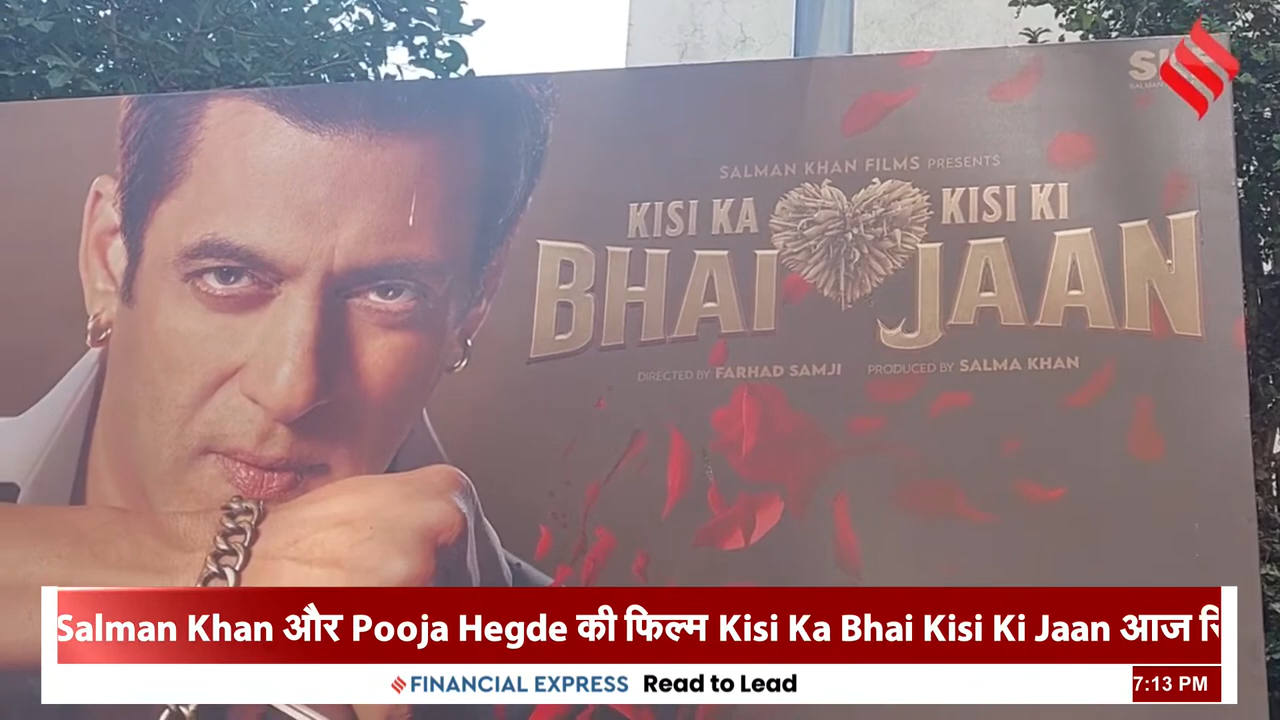 SALMAN KHAN FILMS PRESENTS
KISI KA KISI KI
BHAI JAAN
DIRECTED BY FARHAD SAMJI PRODUCED BY SALMA KHAN
Salman Khan और Pooja Hegde की फिल्म Kisi Ka Bhai Kisi Ki Jaan आज
FINANCIAL EXPRESS Read to Lead
7:13 PM